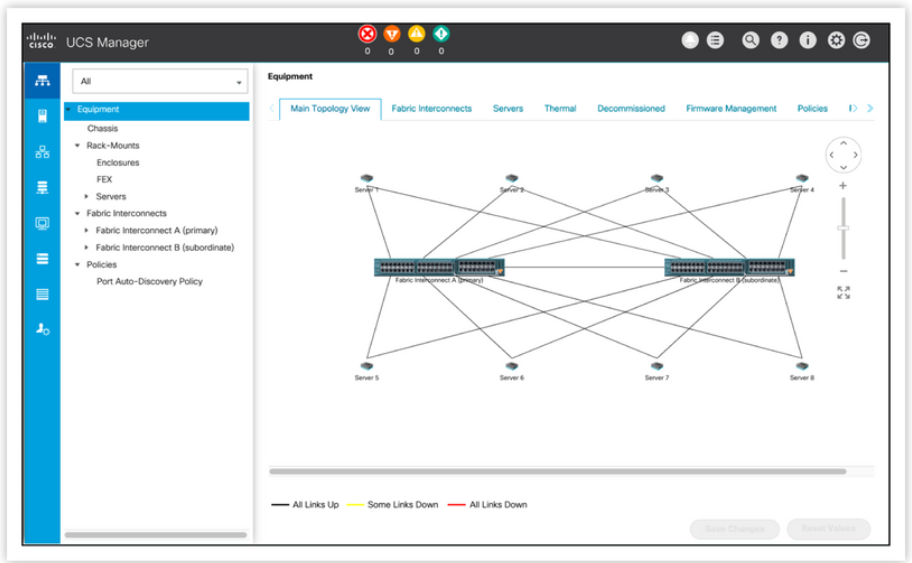 cisco UCS Manager
0 0 0 0
All
Equipment
Chassis
Rack-Mounts
Enclosures
FEX
Servers
Fabric Interconnects
Fabric Interconnect A (primary)
Fabric Interconnect B (subordinate)
Policies
Port Auto-Discovery Policy
Equipment
Main Topology View Fabric Interconnects Servers Thermal Decommissioned Firmware Management Policies
Server 1 Server 2 Server 3 Server 4
Fabric Interconnect A (primary) Fabric Interconnect B (subordinate)
Server 5 Server 6 Server 7 Server 8
All Links Up Some Links Down All Links Down
Save Changes Reset Values